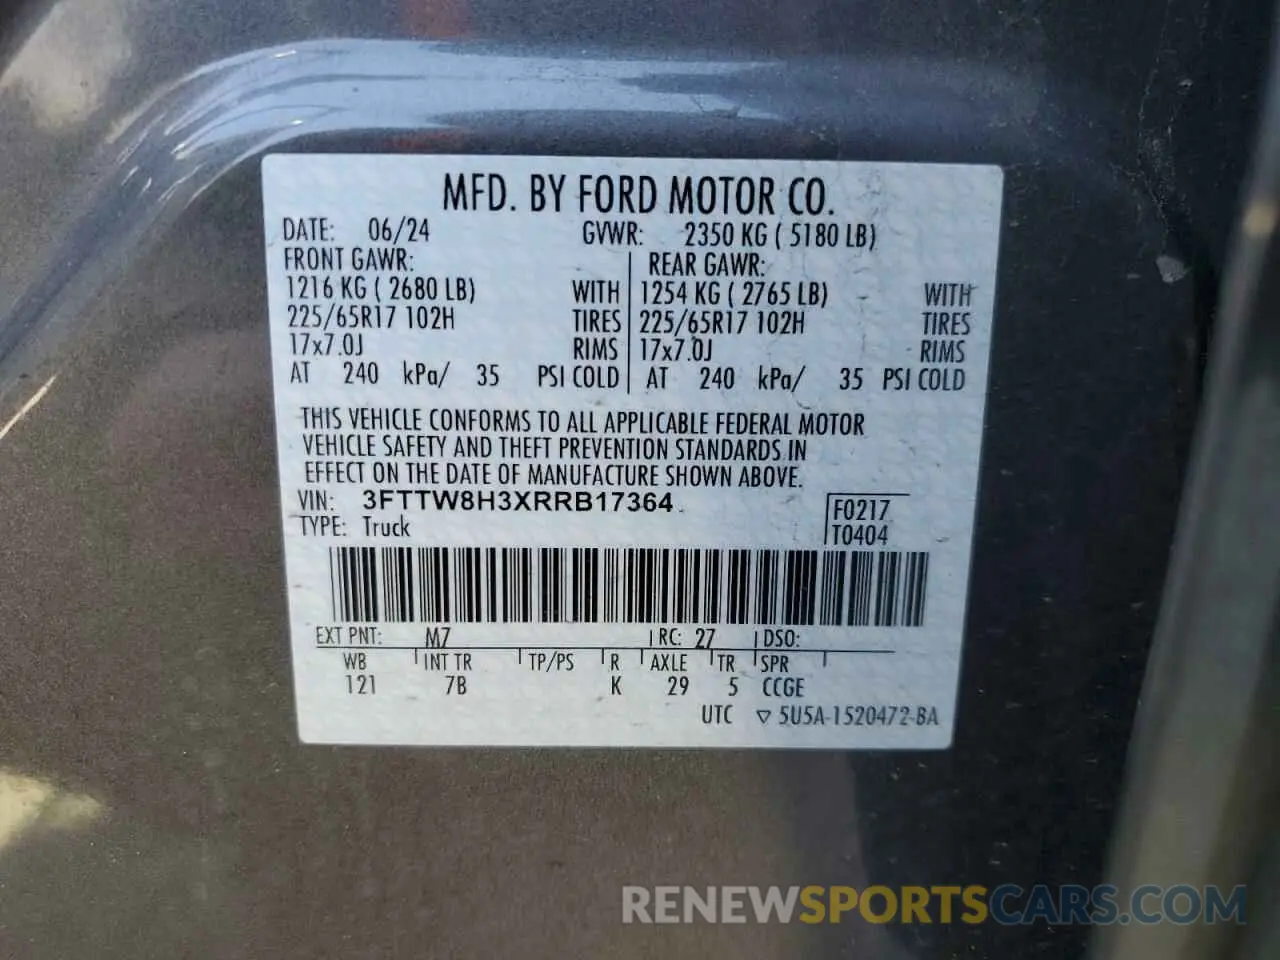 MFD. BY FORD MOTOR CO.
DATE: 06/24 GVWR: 2350 KG ( 5180 LB)
FRONT GAWR: REAR GAWR:
1216 KG ( 2680 LB) WITH 1254 KG ( 2765 LB) WITH
225/65R17 102H TIRES 225/65R17 102H TIRES
17x7.0J RIMS 17x7.0J RIMS
AT 240 kPa/ 35 PSI COLD AT 240 kPa/ 35 PSI COLD
THIS VEHICLE CONFORMS TO ALL APPLICABLE FEDERAL MOTOR
VEHICLE SAFETY AND THEFT PREVENTION STANDARDS IN
EFFECT ON THE DATE OF MANUFACTURE SHOWN ABOVE.
VIN: 3FTTW8H3XRRB17364 F0217
TYPE: Truck T0404
EXT PNT: M7 RC: 27 DSO:
WB INT TR TP/PS R AXLE TR SPR
121 7B K 29 5 CCGE
UTC ▽ 5U5A-1520472-BA
RENEWSPORTSCARS.COM